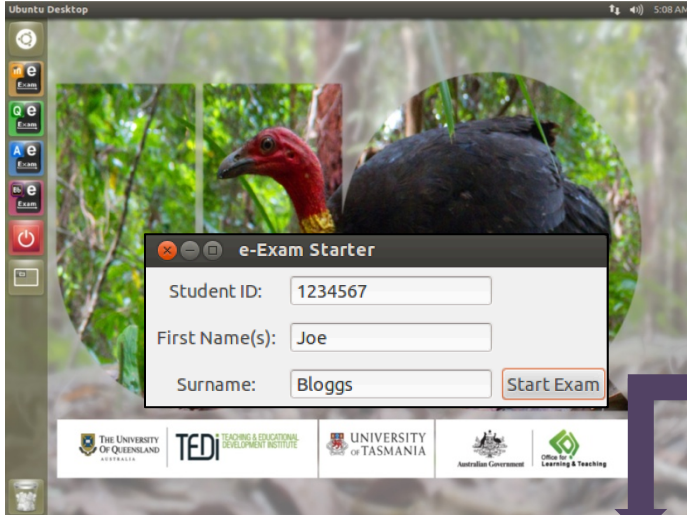 Ubuntu Desktop
5:08 AM
e
Exam
Q e
Exam
A e
Exam
Bb e
Exam
e-Exam Starter
Student ID: 1234567
First Name(s): Joe
Surname: Bloggs Start Exam
THE UNIVERSITY
OF QUEENSLAND
AUSTRALIA
TEDi TEACHING & EDUCATIONAL
DEVELOPMENT INSTITUTE
UNIVERSITY
OF TASMANIA
Australian Government
Office for
Learning & Teaching